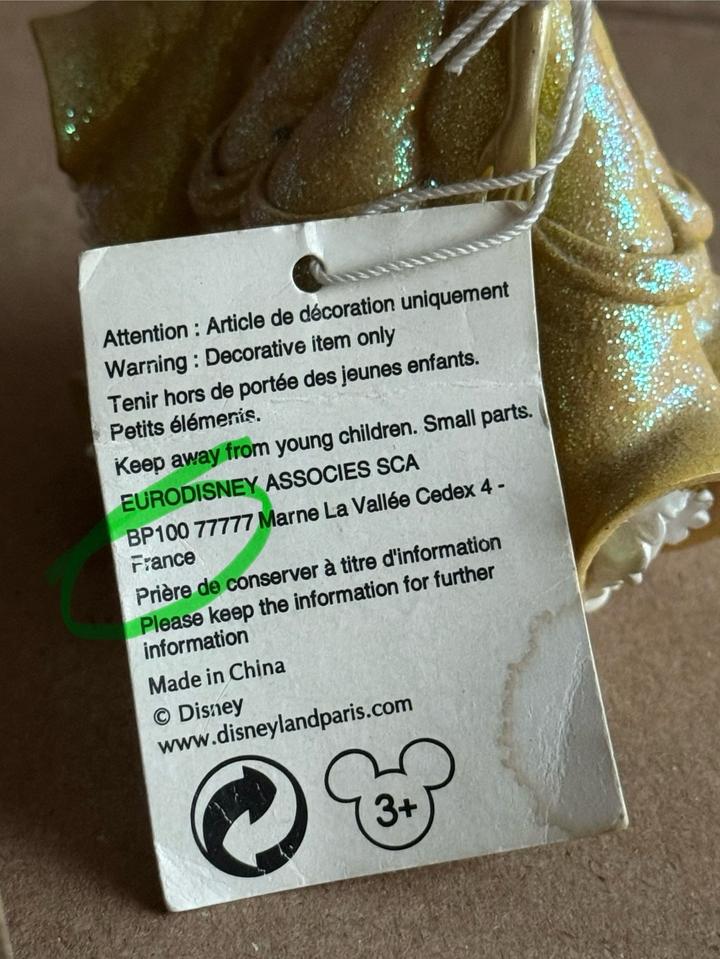 Attention : Article de décoration uniquement
Warning : Decorative item only
Tenir hors de portée des jeunes enfants.
Petits éléments.
Keep away from young children. Small parts.
EURODISNEY ASSOCIES SCA
BP100 77777 Marne La Vallée Cedex 4 -
France
Prière de conserver à titre d'information
Please keep the information for further
information
Made in China
© Disney
www.disneylandparis.com
3+